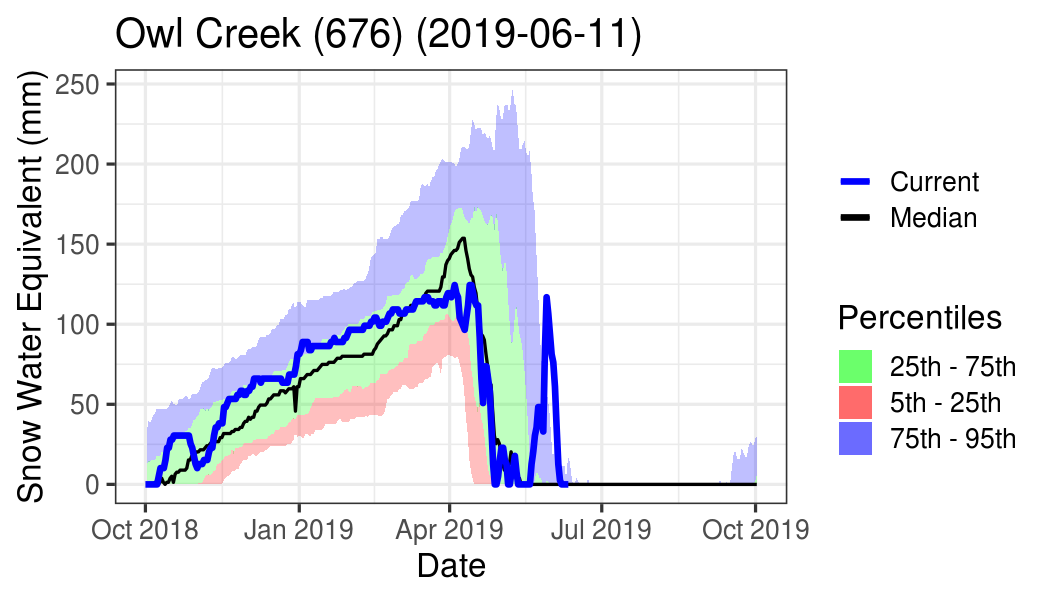 Owl Creek (676) (2019-06-11)
Snow Water Equivalent (mm)
250
200
150
100
50
0
Oct 2018
Jan 2019
Apr 2019
Jul 2019
Oct 2019
Date
Current
Median
Percentiles
25th - 75th
5th - 25th
75th - 95th